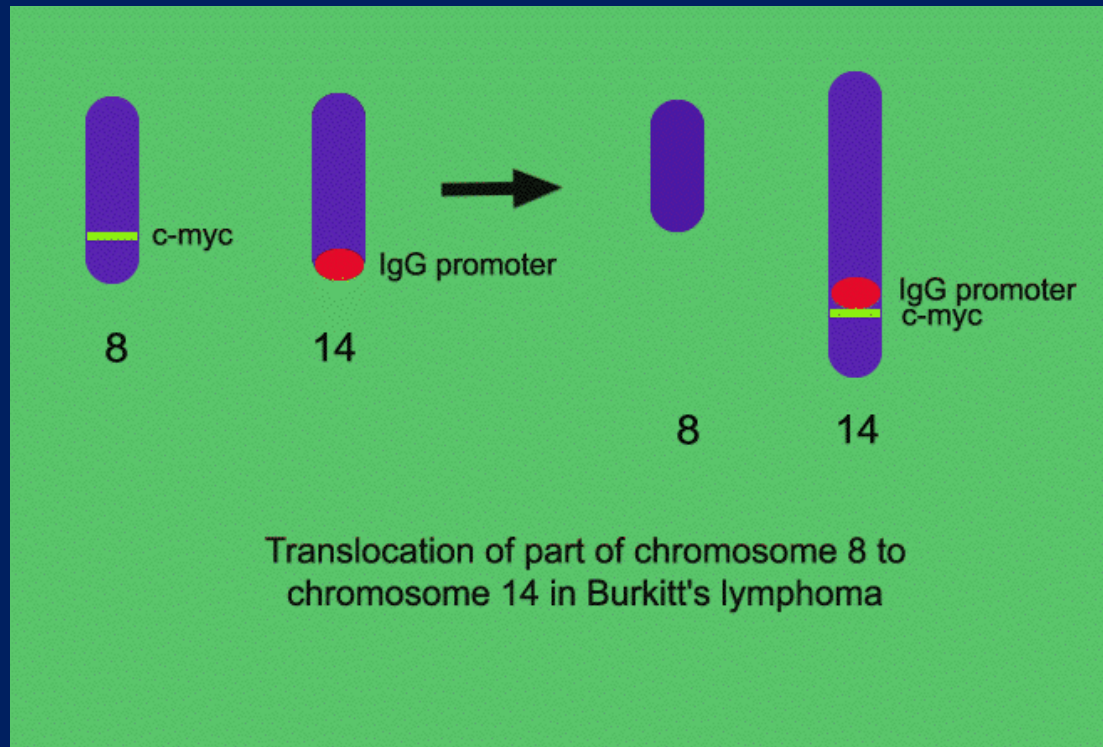 c-myc
IgG promoter
8
14
IgG promoter
c-myc
8
14
Translocation of part of chromosome 8 to
chromosome 14 in Burkitt's lymphoma